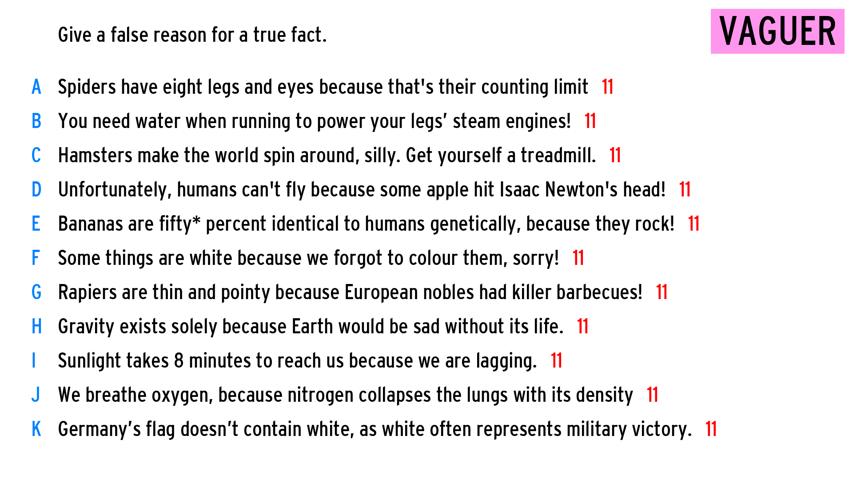 Give a false reason for a true fact.
VAGUER
A Spiders have eight legs and eyes because that's their counting limit 11
B You need water when running to power your legs’ steam engines! 11
C Hamsters make the world spin around, silly. Get yourself a treadmill. 11
D Unfortunately, humans can't fly because some apple hit Isaac Newton's head! 11
E Bananas are fifty* percent identical to humans genetically, because they rock! 11
F Some things are white because we forgot to colour them, sorry! 11
G Rapiers are thin and pointy because European nobles had killer barbecues! 11
H Gravity exists solely because Earth would be sad without its life. 11
I Sunlight takes 8 minutes to reach us because we are lagging. 11
J We breathe oxygen, because nitrogen collapses the lungs with its density 11
K Germany’s flag doesn’t contain white, as white often represents military victory. 11